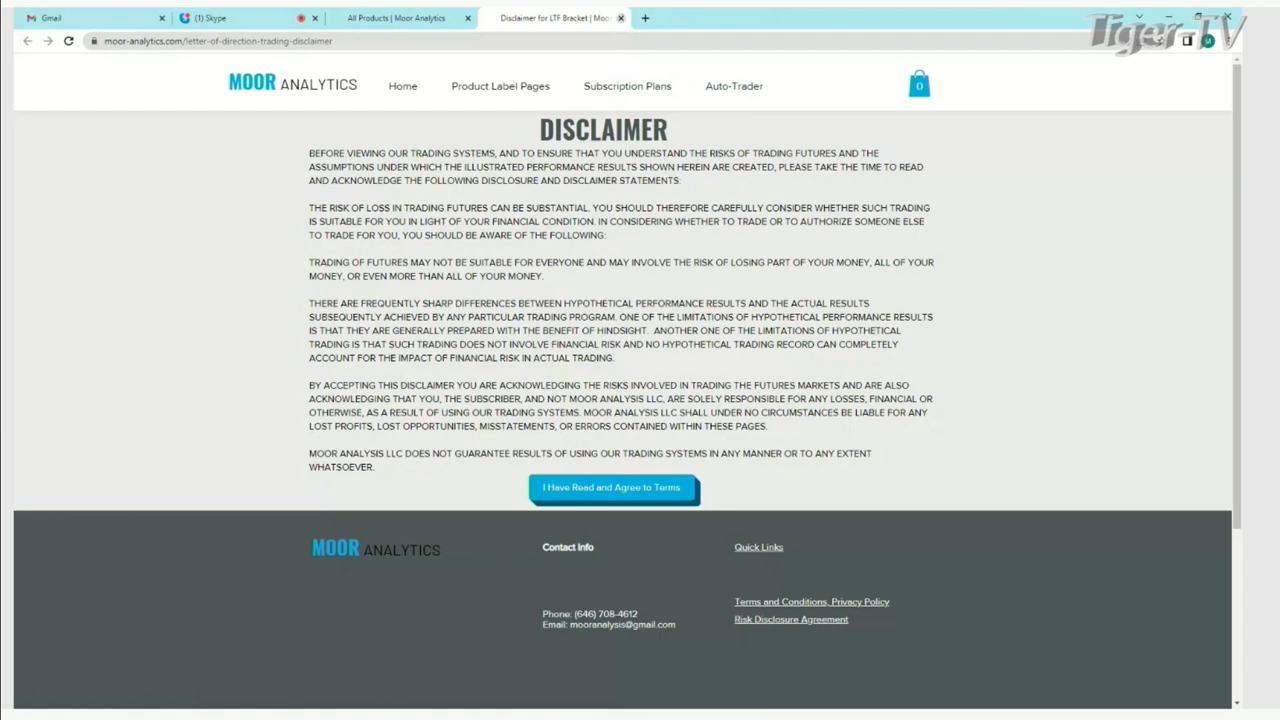 Gmail
(1) Skype
All Products | Moor Analytics
Disclaimer for LTF Bracket | Moor
Tiger-TV
moor-analytics.com/letter-of-direction-trading-disclaimer
MOOR ANALYTICS
Home
Product Label Pages
Subscription Plans
Auto-Trader
0
DISCLAIMER
BEFORE VIEWING OUR TRADING SYSTEMS, AND TO ENSURE THAT YOU UNDERSTAND THE RISKS OF TRADING FUTURES AND THE
ASSUMPTIONS UNDER WHICH THE ILLUSTRATED PERFORMANCE RESULTS SHOWN HEREIN ARE CREATED, PLEASE TAKE THE TIME TO READ
AND ACKNOWLEDGE THE FOLLOWING DISCLOSURE AND DISCLAIMER STATEMENTS:
THE RISK OF LOSS IN TRADING FUTURES CAN BE SUBSTANTIAL. YOU SHOULD THEREFORE CAREFULLY CONSIDER WHETHER SUCH TRADING
IS SUITABLE FOR YOU IN LIGHT OF YOUR FINANCIAL CONDITION. IN CONSIDERING WHETHER TO TRADE OR TO AUTHORIZE SOMEONE ELSE
TO TRADE FOR YOU, YOU SHOULD BE AWARE OF THE FOLLOWING:
TRADING OF FUTURES MAY NOT BE SUITABLE FOR EVERYONE AND MAY INVOLVE THE RISK OF LOSING PART OF YOUR MONEY, ALL OF YOUR
MONEY, OR EVEN MORE THAN ALL OF YOUR MONEY.
THERE ARE FREQUENTLY SHARP DIFFERENCES BETWEEN HYPOTHETICAL PERFORMANCE RESULTS AND THE ACTUAL RESULTS
SUBSEQUENTLY ACHIEVED BY ANY PARTICULAR TRADING PROGRAM. ONE OF THE LIMITATIONS OF HYPOTHETICAL PERFORMANCE RESULTS
IS THAT THEY ARE GENERALLY PREPARED WITH THE BENEFIT OF HINDSIGHT. ANOTHER ONE OF THE LIMITATIONS OF HYPOTHETICAL
TRADING IS THAT SUCH TRADING DOES NOT INVOLVE FINANCIAL RISK AND NO HYPOTHETICAL TRADING RECORD CAN COMPLETELY
ACCOUNT FOR THE IMPACT OF FINANCIAL RISK IN ACTUAL TRADING.
BY ACCEPTING THIS DISCLAIMER YOU ARE ACKNOWLEDGING THE RISKS INVOLVED IN TRADING THE FUTURES MARKETS AND ARE ALSO
ACKNOWLEDGING THAT YOU, THE SUBSCRIBER, AND NOT MOOR ANALYSIS LLC, ARE SOLELY RESPONSIBLE FOR ANY LOSSES, FINANCIAL OR
OTHERWISE, AS A RESULT OF USING OUR TRADING SYSTEMS. MOOR ANALYSIS LLC SHALL UNDER NO CIRCUMSTANCES BE LIABLE FOR ANY
LOST PROFITS, LOST OPPORTUNITIES, MISSTATEMENTS, OR ERRORS CONTAINED WITHIN THESE PAGES.
MOOR ANALYSIS LLC DOES NOT GUARANTEE RESULTS OF USING OUR TRADING SYSTEMS IN ANY MANNER OR TO ANY EXTENT
WHATSOEVER.
I Have Read and Agree to Terms
MOOR ANALYTICS
Contact Info
Quick Links
Terms and Conditions, Privacy Policy
Phone: (646) 708-4612
Risk Disclosure Agreement
Email: mooranalysis@gmail.com